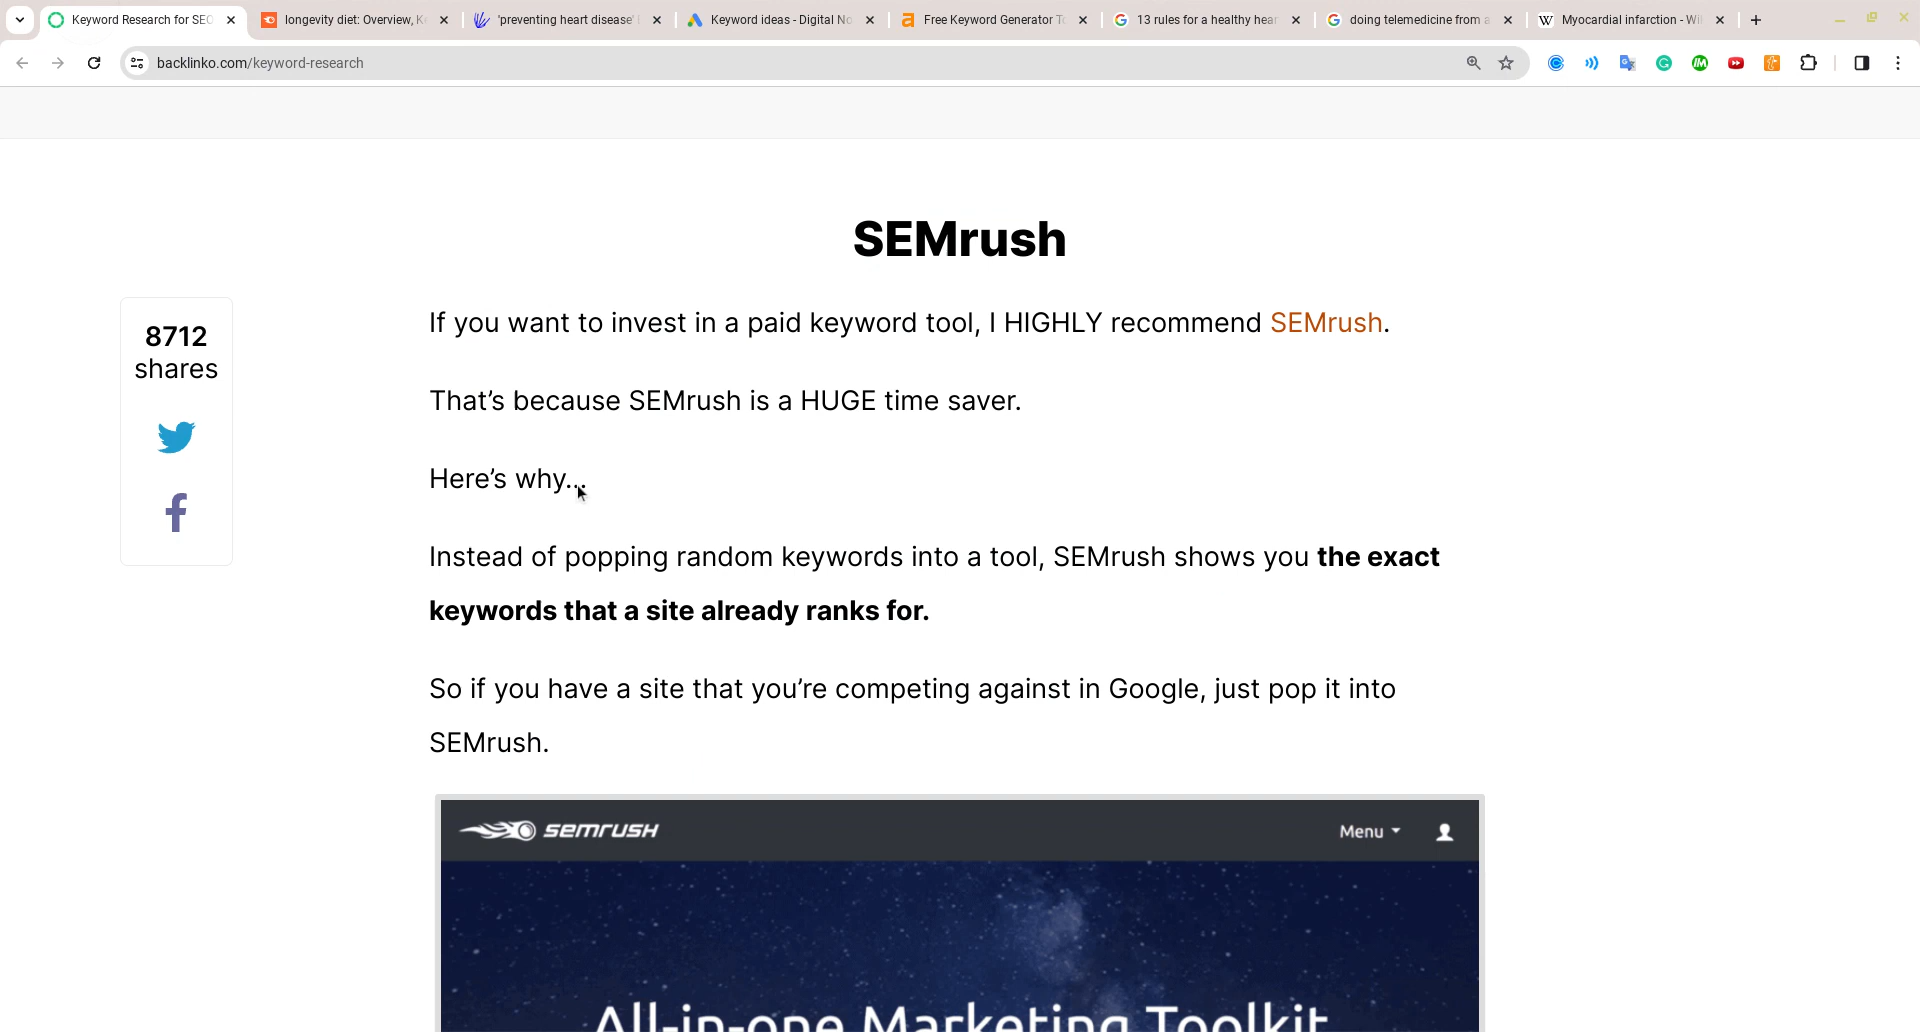 Keyword Research for SEO
longevity diet: Overview, K
'preventing heart disease'
Keyword ideas - Digital No
Free Keyword Generator To
13 rules for a healthy hear
doing telemedicine from a
Myocardial infarction - Wi
backlinko.com/keyword-research
SEMrush
8712
shares
If you want to invest in a paid keyword tool, I HIGHLY recommend SEMrush.
That’s because SEMrush is a HUGE time saver.
Here’s why…
Instead of popping random keywords into a tool, SEMrush shows you the exact
keywords that a site already ranks for.
So if you have a site that you’re competing against in Google, just pop it into
SEMrush.
semrush
Menu
All-in-one Marketing Toolkit